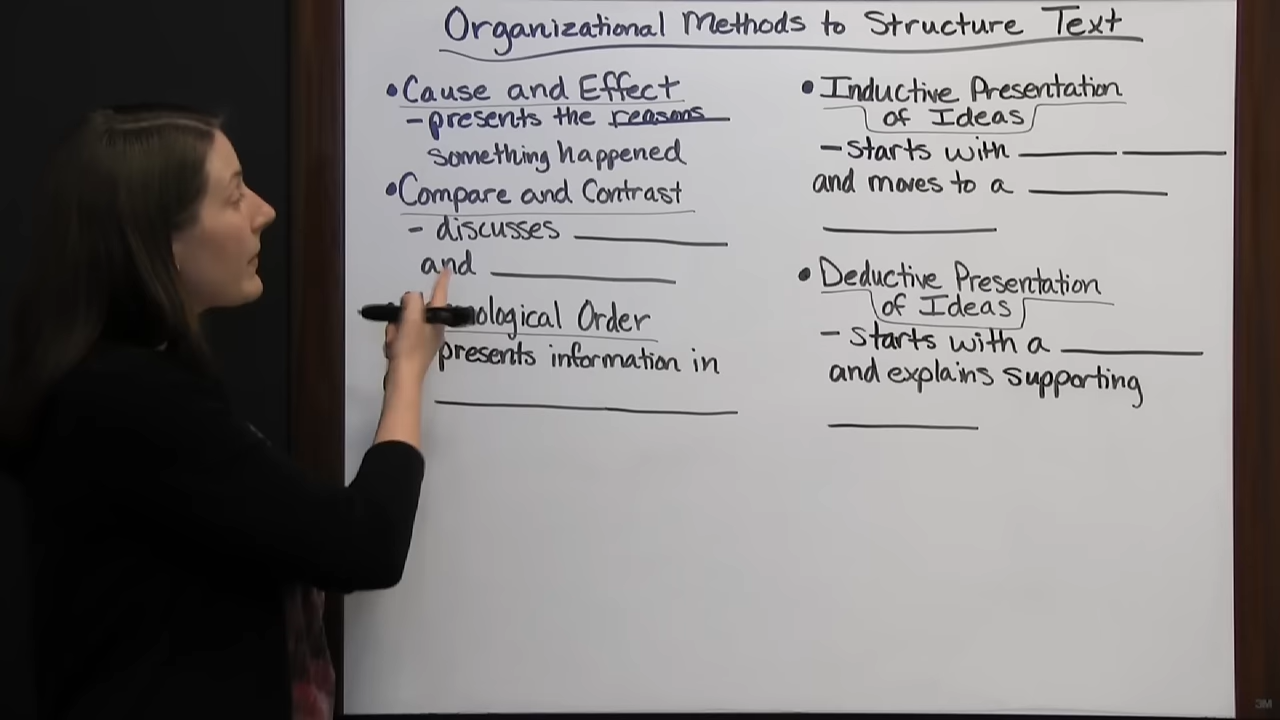 Organizational Methods to Structure Text
•Cause and Effect
-presents the reasons
something happened
•Compare and Contrast
- discusses
and
nological Order
presents information in
•Inductive Presentation
of Ideas
-starts with
and moves to a
•Deductive Presentation
of Ideas
-starts with a
and explains supporting
3M